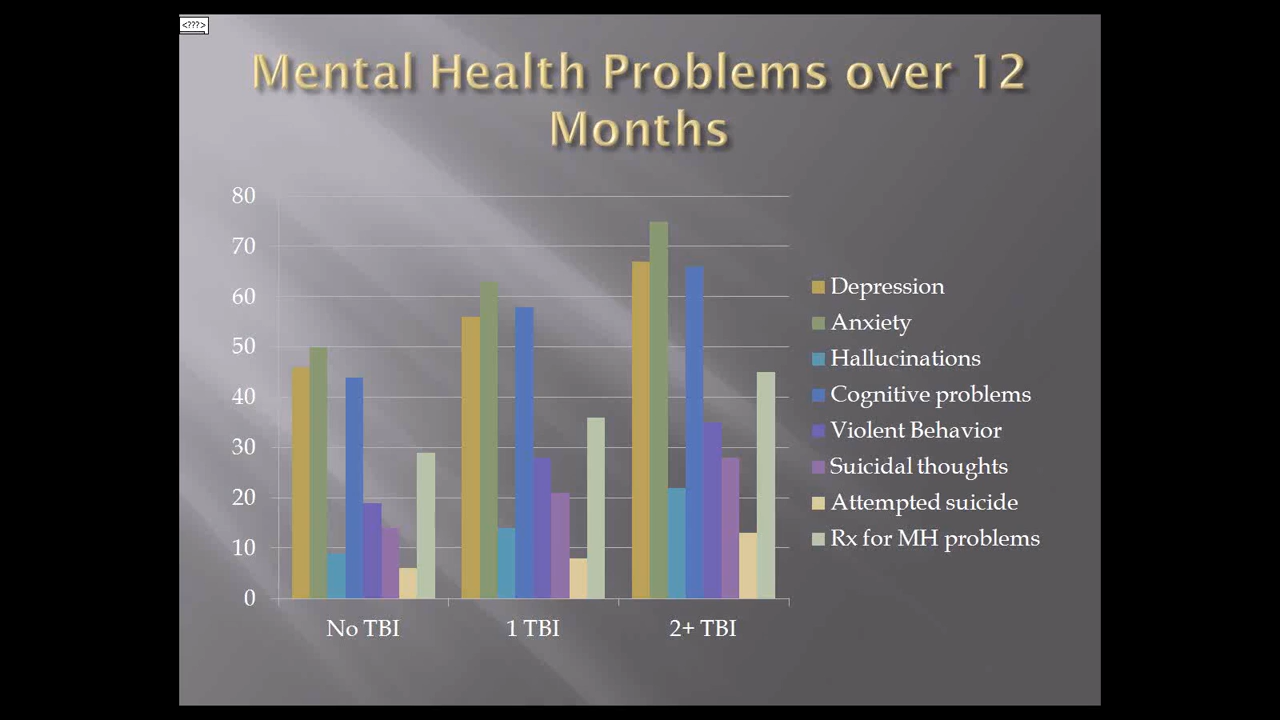 <???>
Mental Health Problems over 12
Months
80
70
60
50
40
30
20
10
0
No TBI
1 TBI
2+ TBI
Depression
Anxiety
Hallucinations
Cognitive problems
Violent Behavior
Suicidal thoughts
Attempted suicide
Rx for MH problems